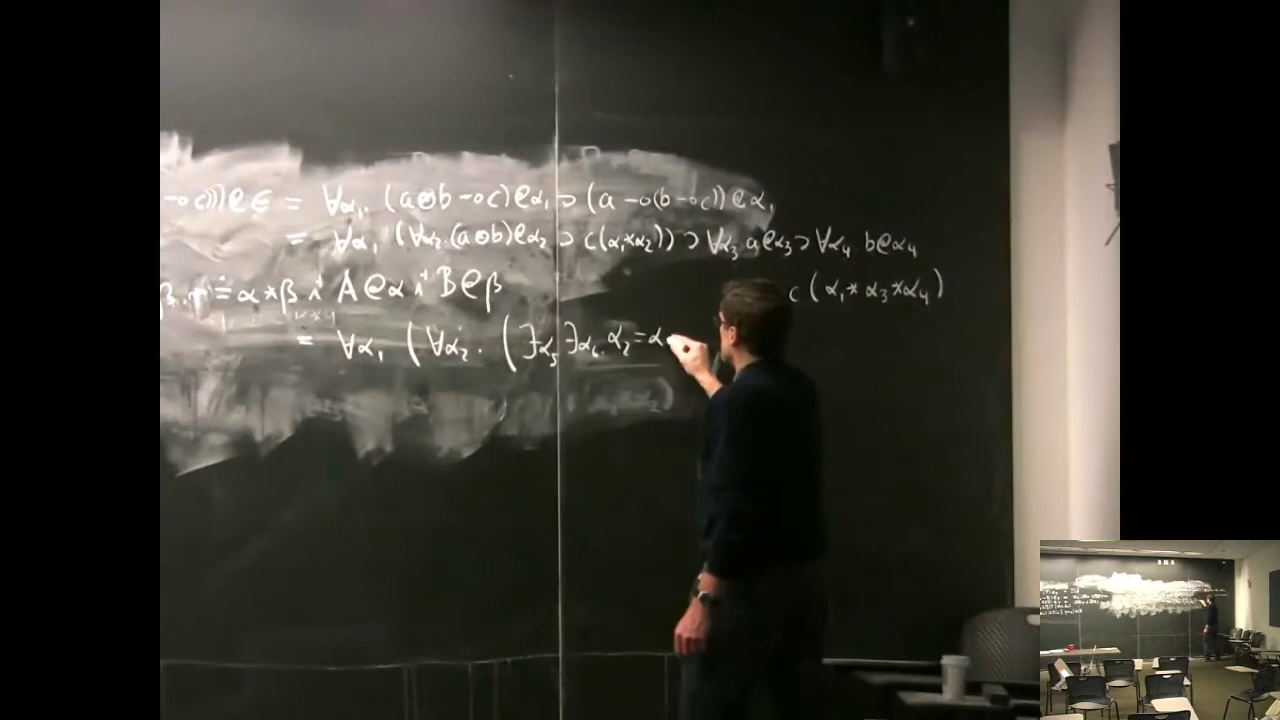 ⊸ c)))@ϵ = ∀α₁. (a⊗b ⊸ c)@α₁ ⊃ (a ⊸ (b ⊸ c))@α₁
= ∀α₁ (∀α₂.(a⊗b)@α₂ ⊃ c(α₁*α₂)) ⊃ ∀α₃ a@α₃ ⊃ ∀α₄ b@α₄
c(α₁*α₃*α₄)
= α*β ∧ A@α ∧ B@β
= ∀α₁ (∀α₂. (∃α₅ ∃α₆. α₂=α